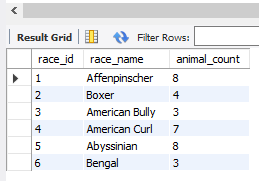 Result Grid Filter Rows:
race_id race_name animal_count
1 Affenpinscher 8
2 Boxer 4
3 American Bully 3
4 American Curl 7
5 Abyssinian 8
6 Bengal 3